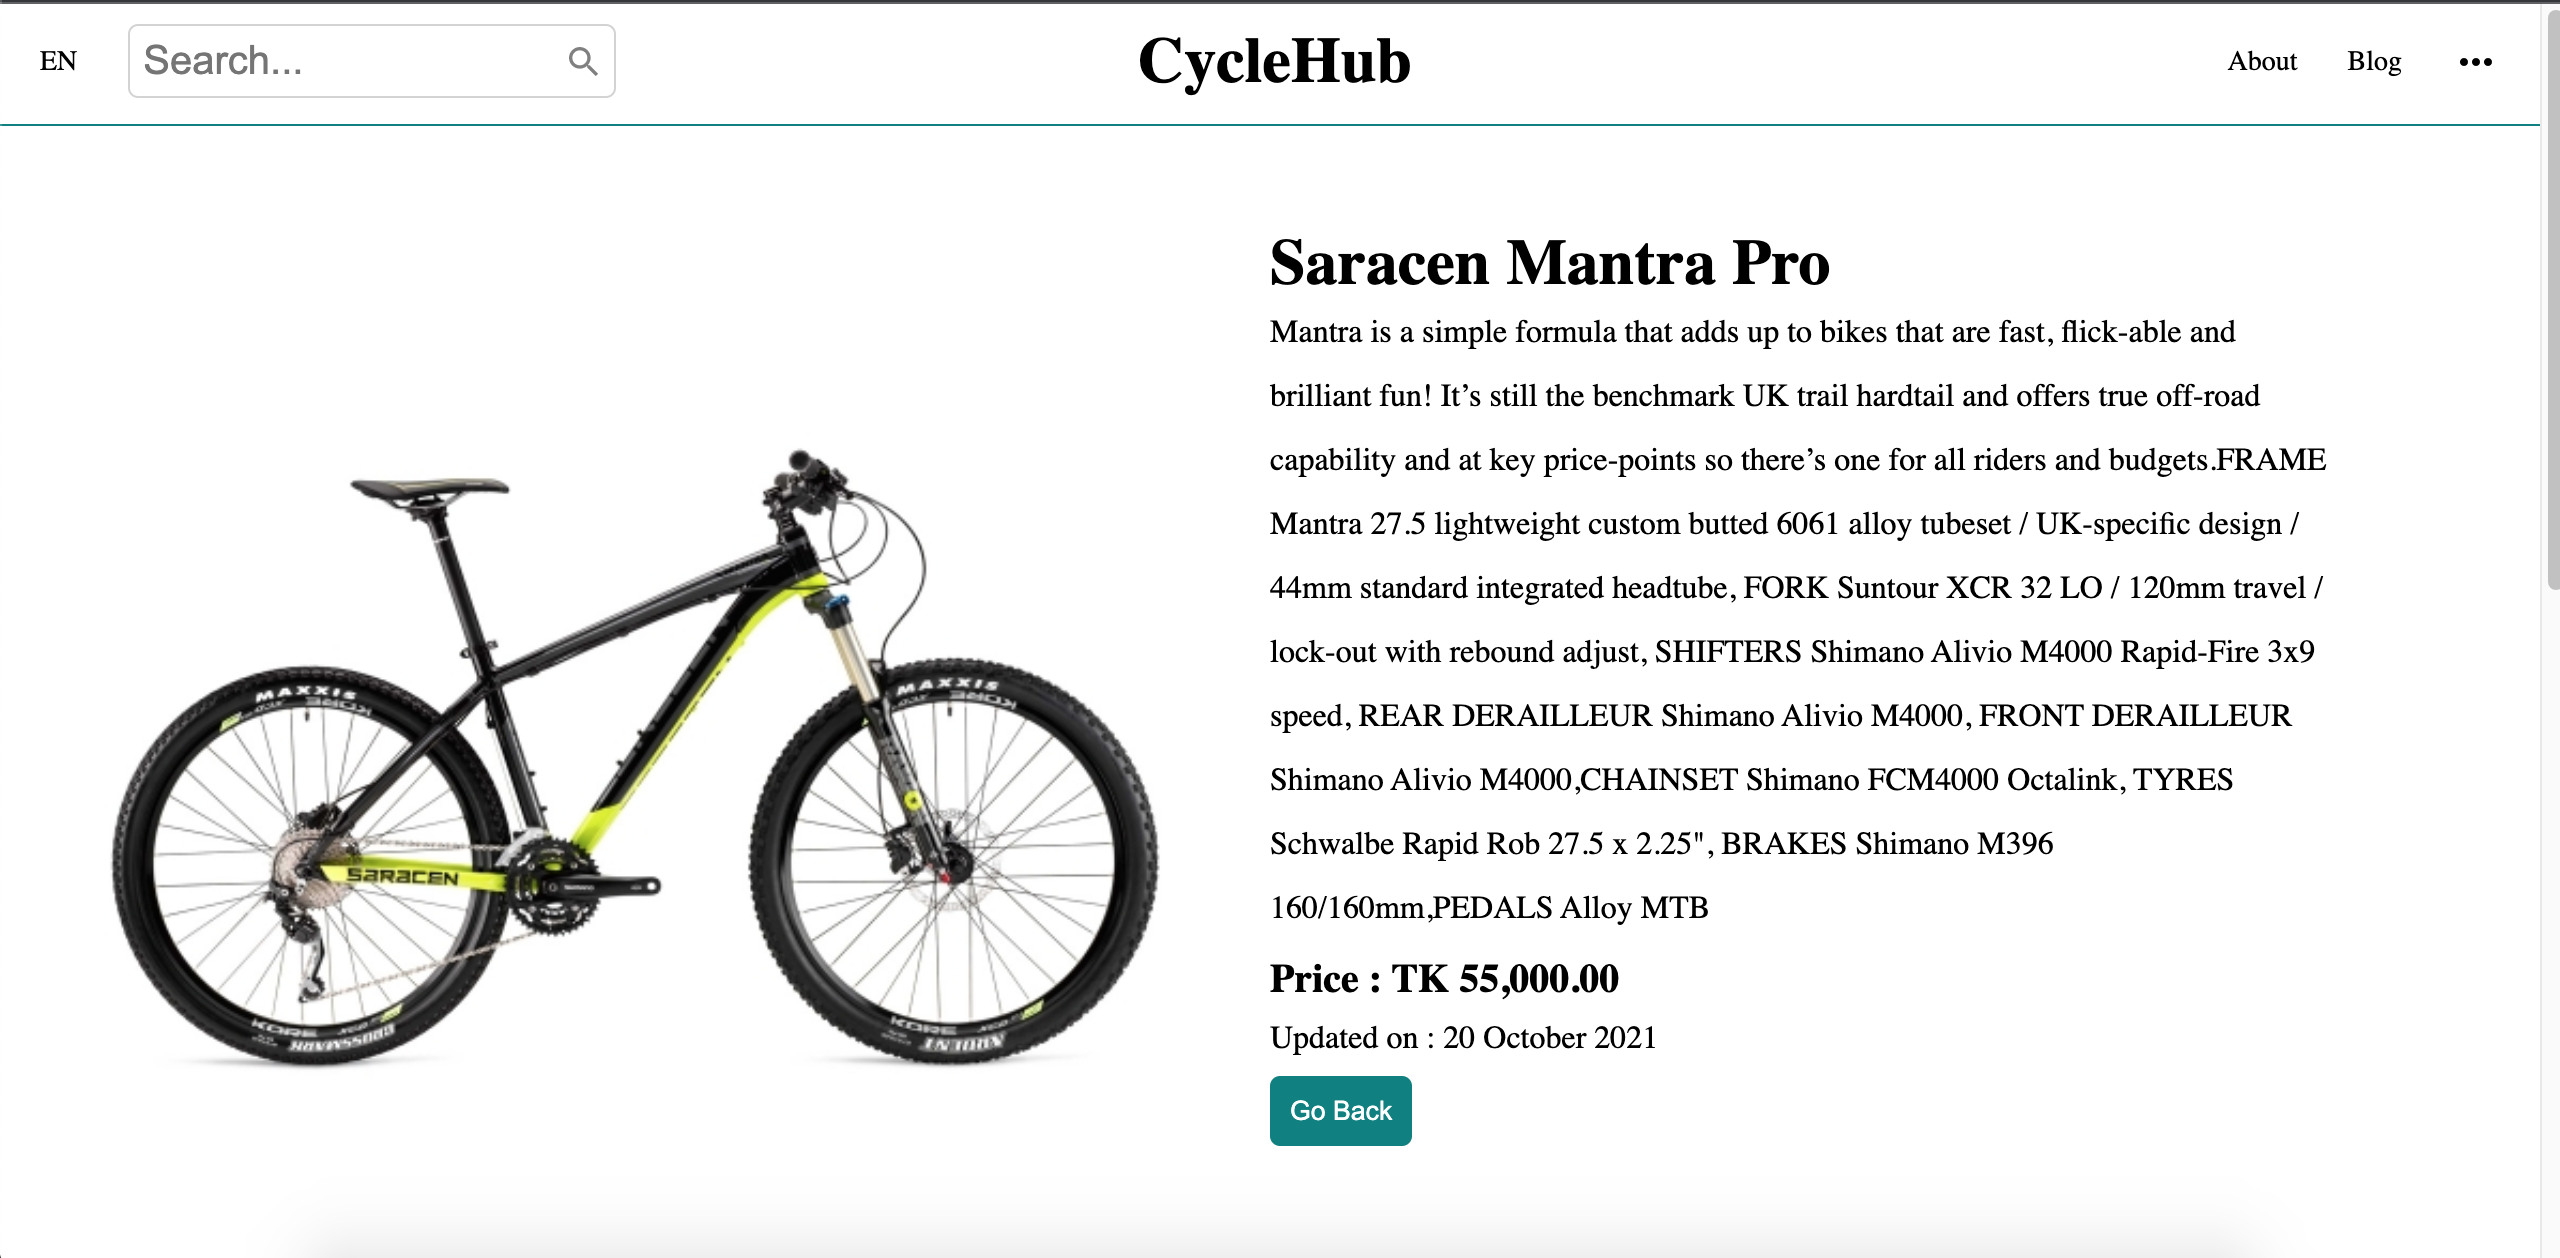 EN
Search...
CycleHub
About
Blog
Saracen Mantra Pro
Mantra is a simple formula that adds up to bikes that are fast, flick-able and
brilliant fun! It’s still the benchmark UK trail hardtail and offers true off-road
capability and at key price-points so there’s one for all riders and budgets.FRAME
Mantra 27.5 lightweight custom butted 6061 alloy tubeset / UK-specific design /
44mm standard integrated headtube, FORK Suntour XCR 32 LO / 120mm travel /
lock-out with rebound adjust, SHIFTERS Shimano Alivio M4000 Rapid-Fire 3x9
speed, REAR DERAILLEUR Shimano Alivio M4000, FRONT DERAILLEUR
Shimano Alivio M4000,CHAINSET Shimano FCM4000 Octalink, TYRES
Schwalbe Rapid Rob 27.5 x 2.25", BRAKES Shimano M396
160/160mm,PEDALS Alloy MTB
Price : TK 55,000.00
Updated on : 20 October 2021
Go Back
MAXXIS
MAXXIS
SARACEN
KORE
CROSSMARK
KORE
ARDENT